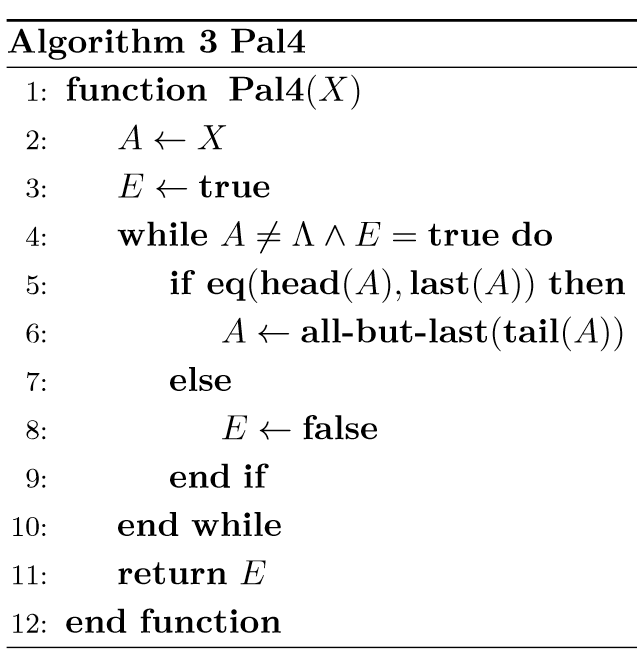 Algorithm 3 Pal4
1: function Pal4(X)
2: A ← X
3: E ← true
4: while A ≠ Λ ∧ E = true do
5: if eq(head(A), last(A)) then
6: A ← all-but-last(tail(A))
7: else
8: E ← false
9: end if
10: end while
11: return E
12: end function